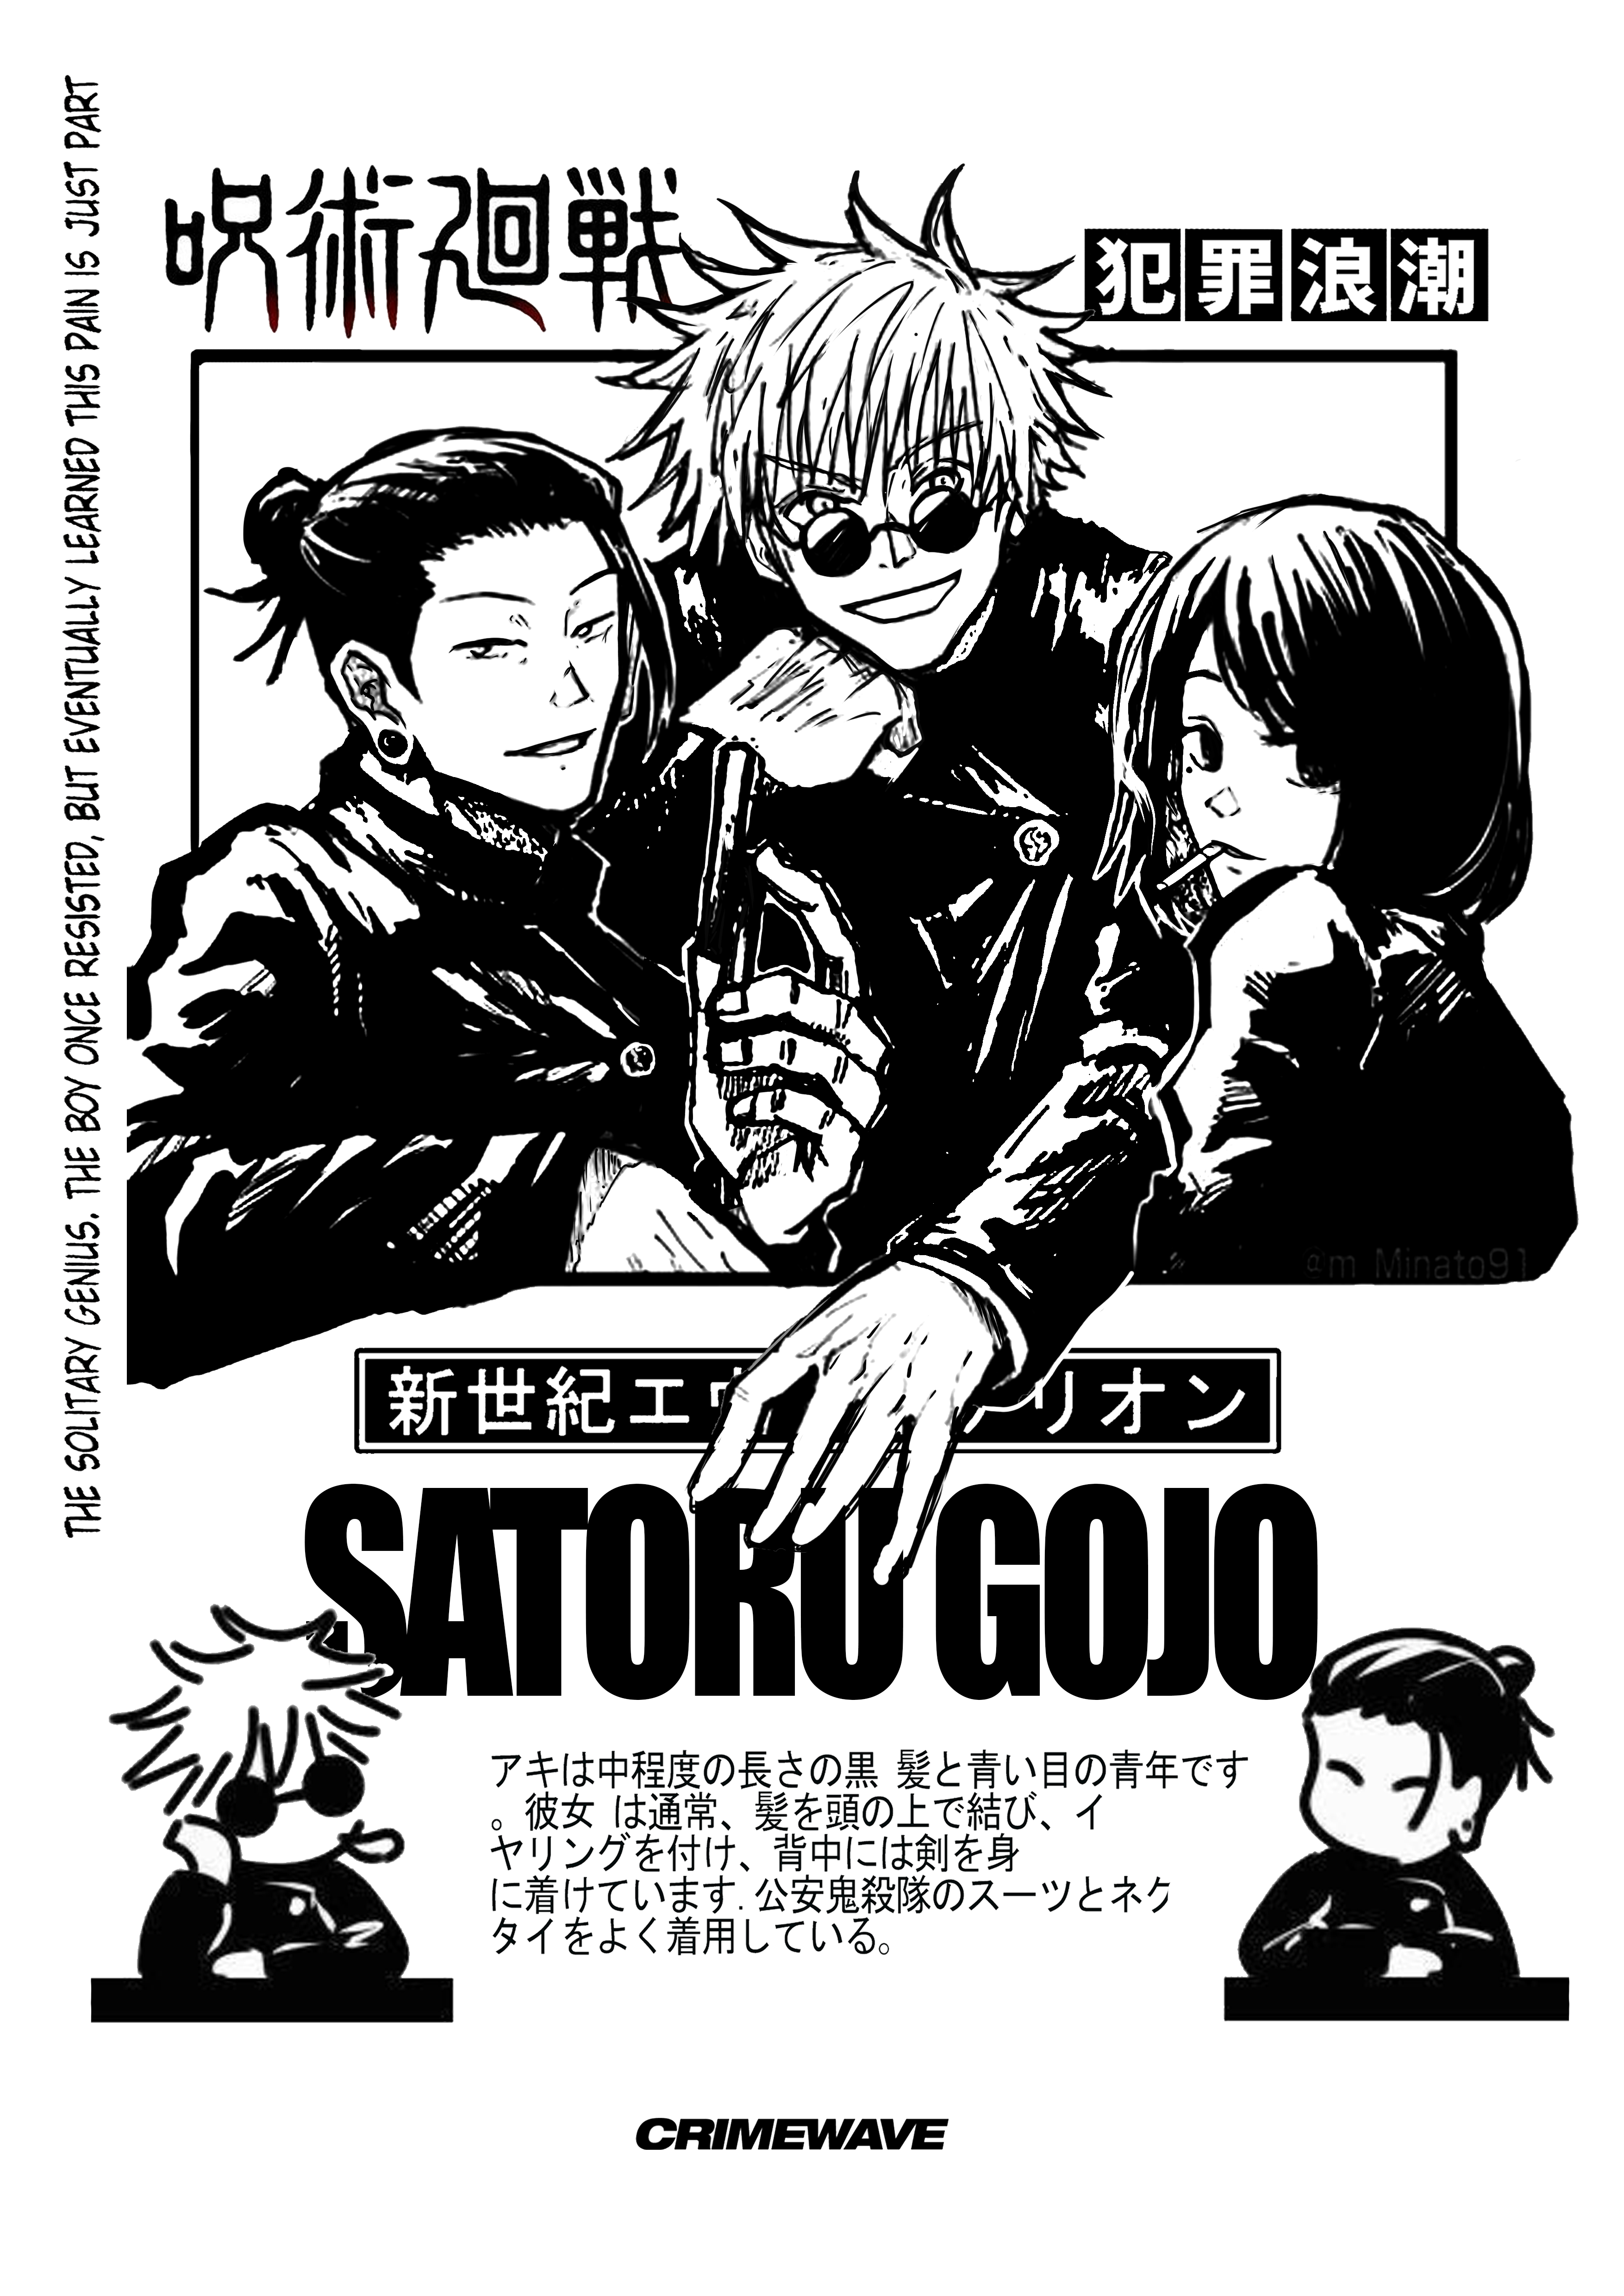 THE SOLITARY GENIUS. THE BOY ONCE RESISTED, BUT EVENTUALLY LEARNED THIS PAIN IS JUST PART
呪術廻戦
犯罪浪潮
@m_Minato91
新世紀エヴ リオン
SATORU GOJO
アキは中程度の長さの黒 髪と青い目の青年です
。彼女 は通常、髪を頭の上で結び、イ
ヤリングを付け、背中には剣を身
に着けています. 公安鬼殺隊のスーツとネク
タイをよく着用している。
CRIMEWAVE